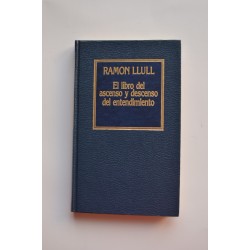 RAMON LLULL
El libro del
ascenso y descenso
del entendimiento